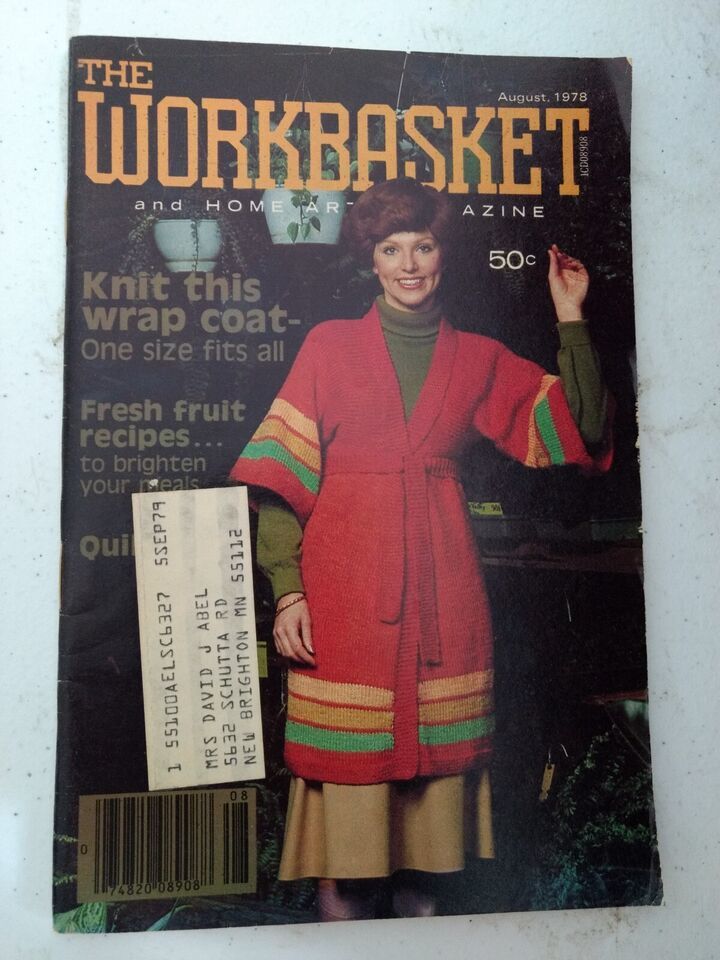 THE
WORKBASKET
August, 1978
1CD08908
and HOME AR AZINE
50c
Knit this
wrap coat-
One size fits all
Fresh fruit
recipes...
to brighten
your meals
Quil
1 55100AELSC6327 5SEP79
MRS DAVID J ABEL
5632 SCHUTTA RD
NEW BRIGHTON MN 55112
08
0
74820 08908